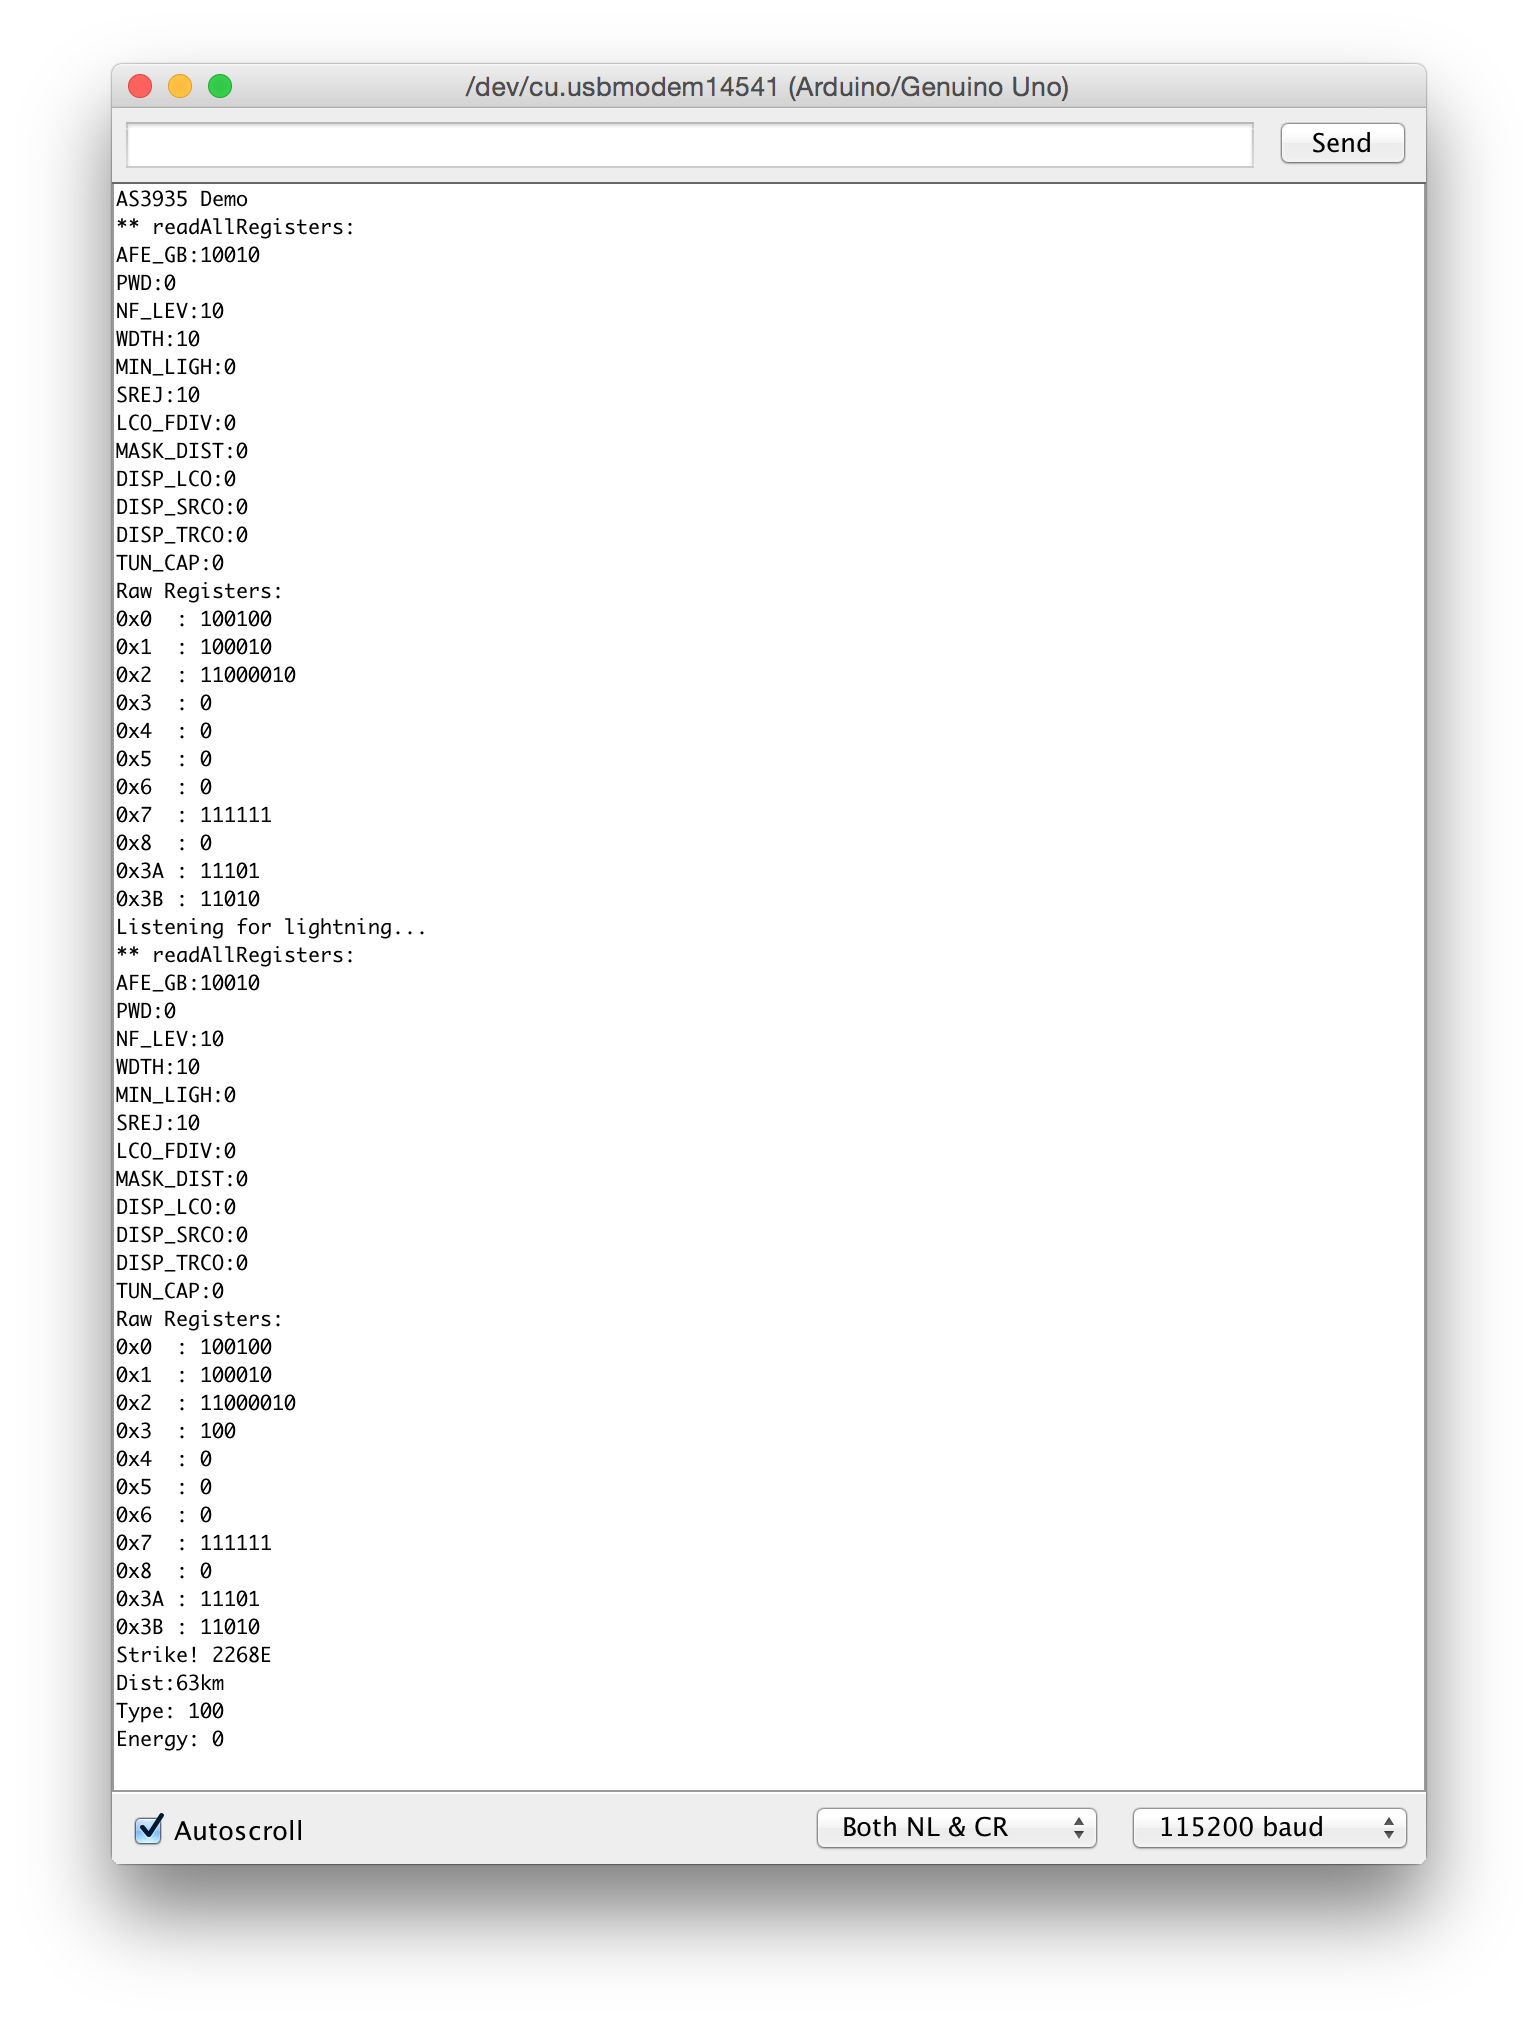 /dev/cu.usbmodem14541 (Arduino/Genuino Uno)
Send
AS3935 Demo
** readAllRegisters:
AFE_GB:10010
PWD:0
NF_LEV:10
WDTH:10
MIN_LIGH:0
SREJ:10
LCO_FDIV:0
MASK_DIST:0
DISP_LCO:0
DISP_SRCO:0
DISP_TRCO:0
TUN_CAP:0
Raw Registers:
0x0  : 100100
0x1  : 100010
0x2  : 11000010
0x3  : 0
0x4  : 0
0x5  : 0
0x6  : 0
0x7  : 111111
0x8  : 0
0x3A : 11101
0x3B : 11010
Listening for lightning...
** readAllRegisters:
AFE_GB:10010
PWD:0
NF_LEV:10
WDTH:10
MIN_LIGH:0
SREJ:10
LCO_FDIV:0
MASK_DIST:0
DISP_LCO:0
DISP_SRCO:0
DISP_TRCO:0
TUN_CAP:0
Raw Registers:
0x0  : 100100
0x1  : 100010
0x2  : 11000010
0x3  : 100
0x4  : 0
0x5  : 0
0x6  : 0
0x7  : 111111
0x8  : 0
0x3A : 11101
0x3B : 11010
Strike! 2268E
Dist:63km
Type: 100
Energy: 0
Autoscroll
Both NL & CR
115200 baud